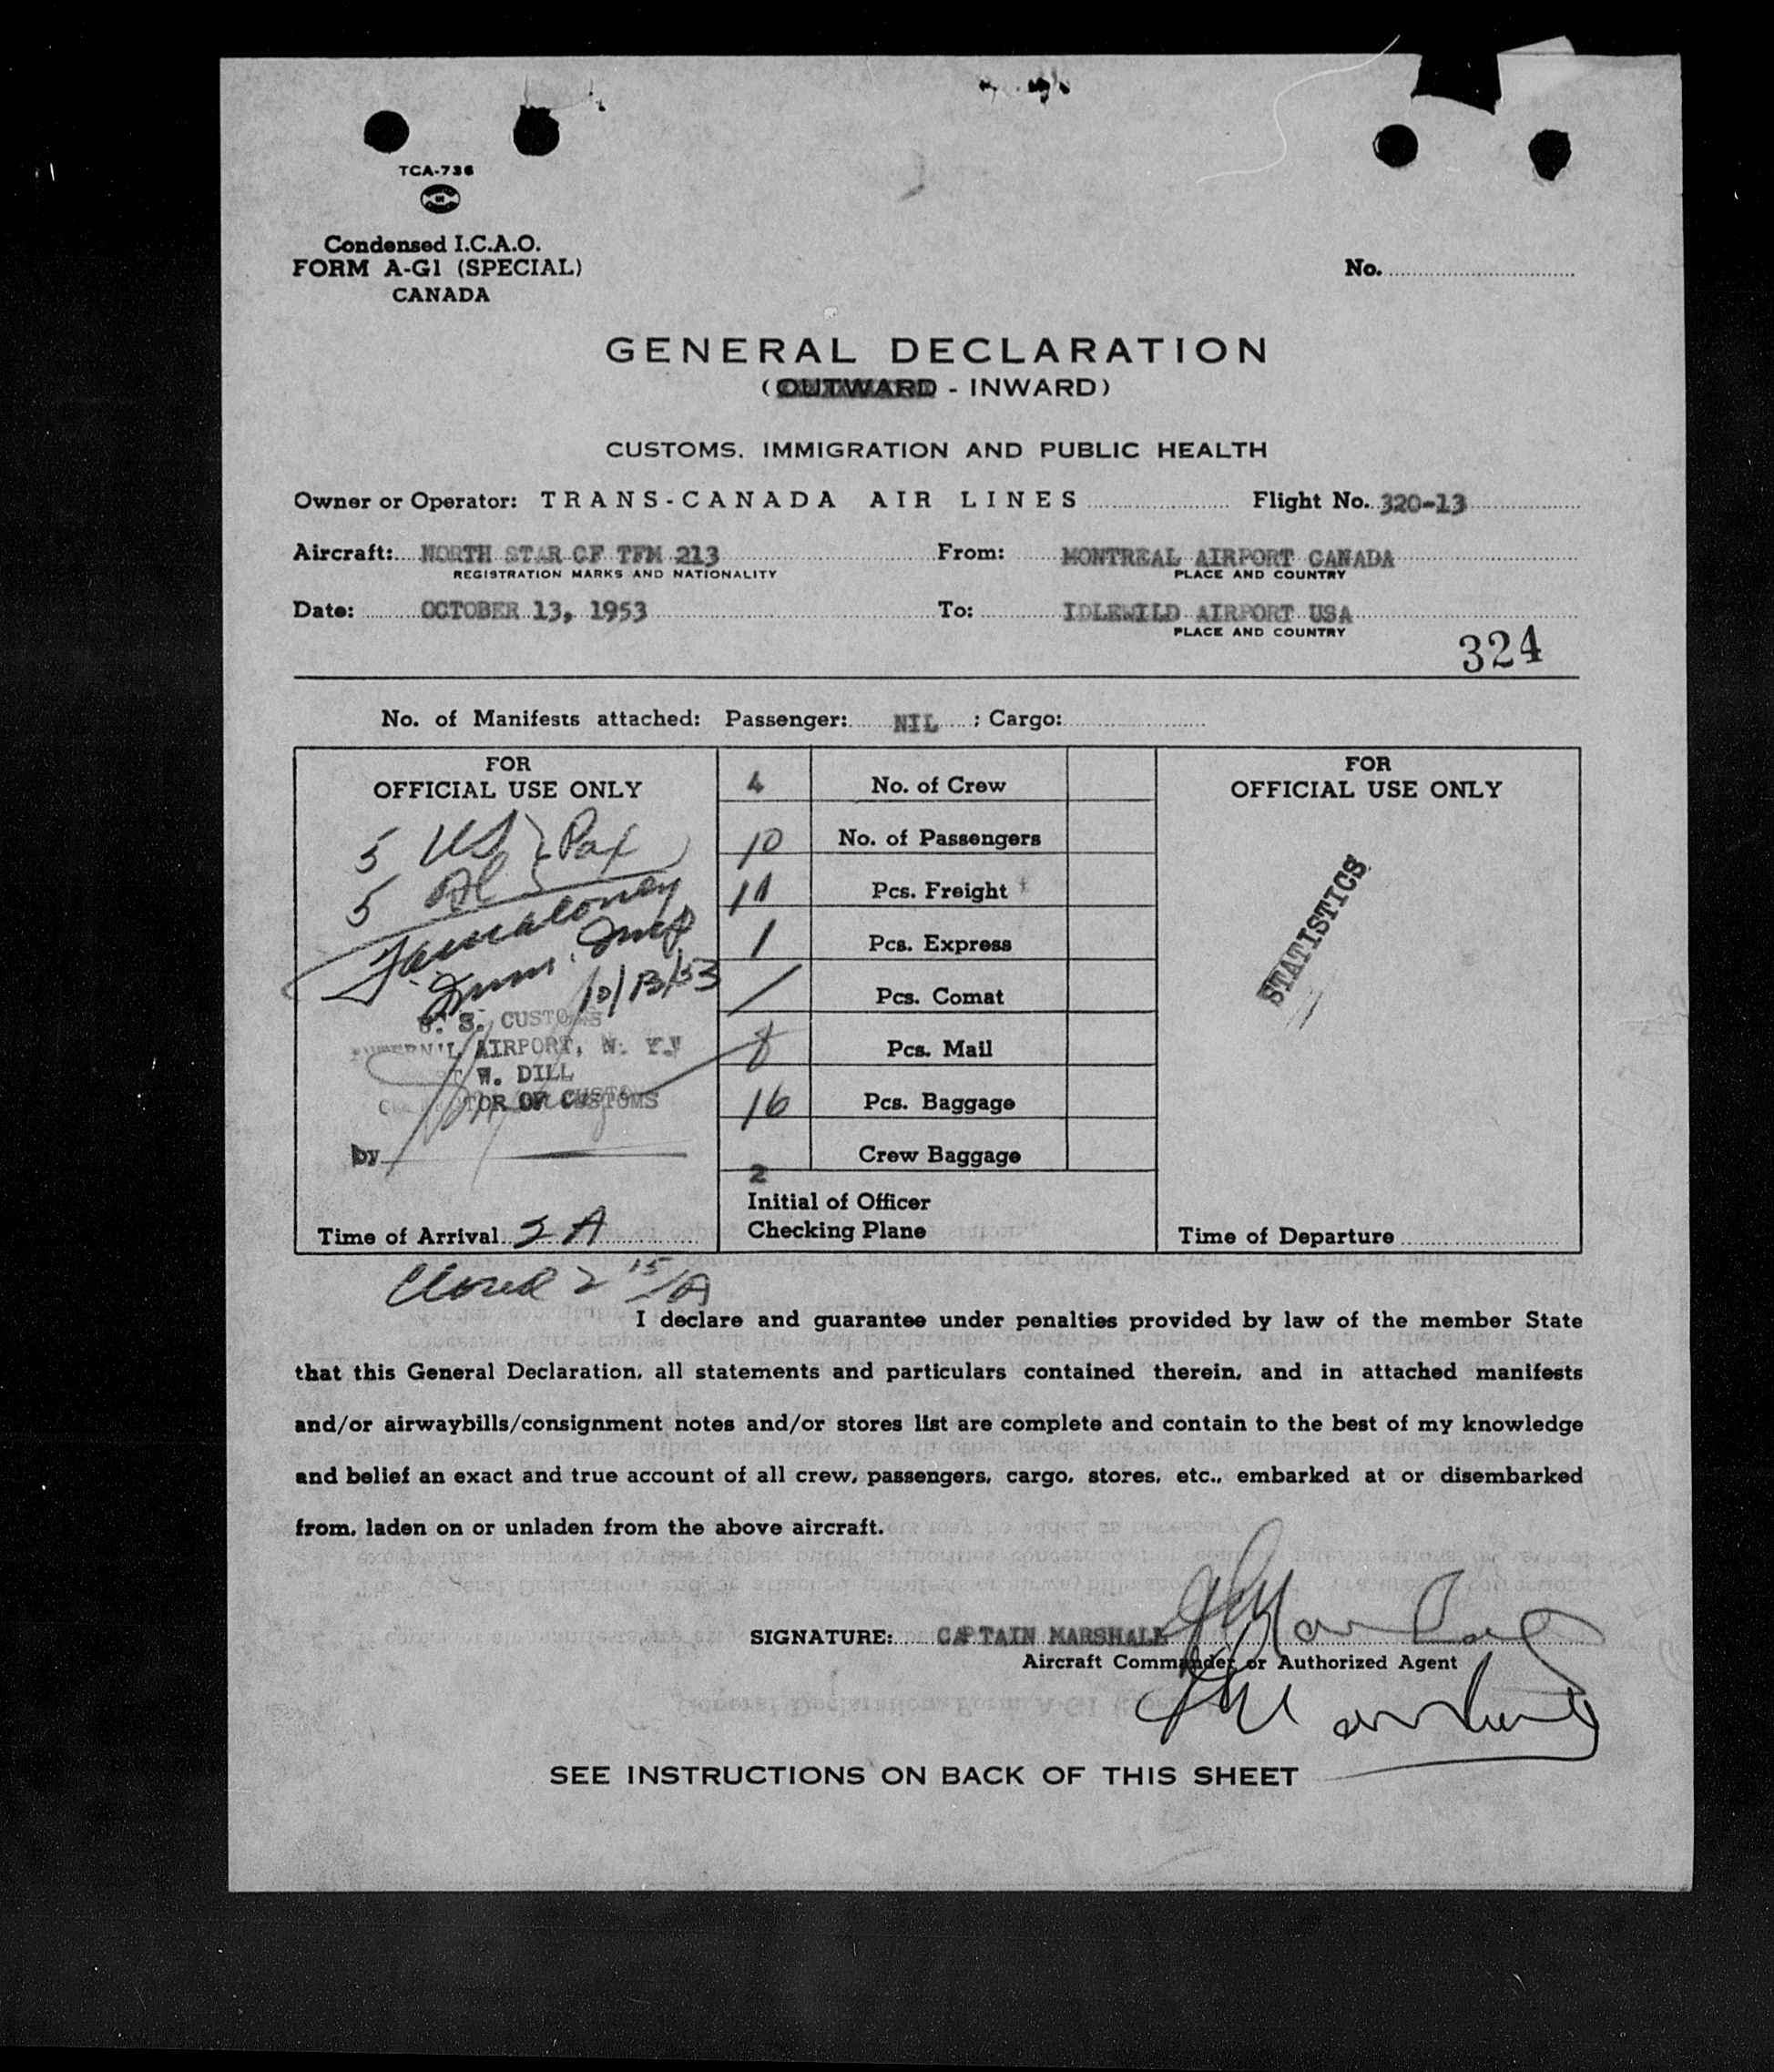 TCA-736
Condensed I.C.A.O.
FORM A-G1 (SPECIAL)
CANADA
No.
GENERAL DECLARATION
(OUTWARD - INWARD)
CUSTOMS, IMMIGRATION AND PUBLIC HEALTH
Owner or Operator: TRANS-CANADA AIR LINES Flight No. 320-13
Aircraft: NORTH STAR CF TFM 213 From: MONTREAL AIRPORT CANADA
REGISTRATION MARKS AND NATIONALITY PLACE AND COUNTRY
Date: OCTOBER 13, 1953 To: IDLEWILD AIRPORT USA
PLACE AND COUNTRY
324
No. of Manifests attached: Passenger: NIL ; Cargo:
FOR
OFFICIAL USE ONLY
5 US Pax
5 Al
Imm. Insp
10/13/53
U. S. CUSTOMS
AIRPORT, N. Y.
W. DILL
OF CUSTOMS
by
Time of Arrival 2 A
4 No. of Crew
10 No. of Passengers
11 Pcs. Freight
1 Pcs. Express
/ Pcs. Comat
8 Pcs. Mail
16 Pcs. Baggage
2 Crew Baggage
Initial of Officer
Checking Plane
FOR
OFFICIAL USE ONLY
STATISTICS
Time of Departure
Closed 2 15/A
I declare and guarantee under penalties provided by law of the member State
that this General Declaration, all statements and particulars contained therein, and in attached manifests
and/or airwaybills/consignment notes and/or stores list are complete and contain to the best of my knowledge
and belief an exact and true account of all crew, passengers, cargo, stores, etc., embarked at or disembarked
from, laden on or unladen from the above aircraft.
SIGNATURE: CAPTAIN MARSHALL
Aircraft Commander or Authorized Agent
SEE INSTRUCTIONS ON BACK OF THIS SHEET